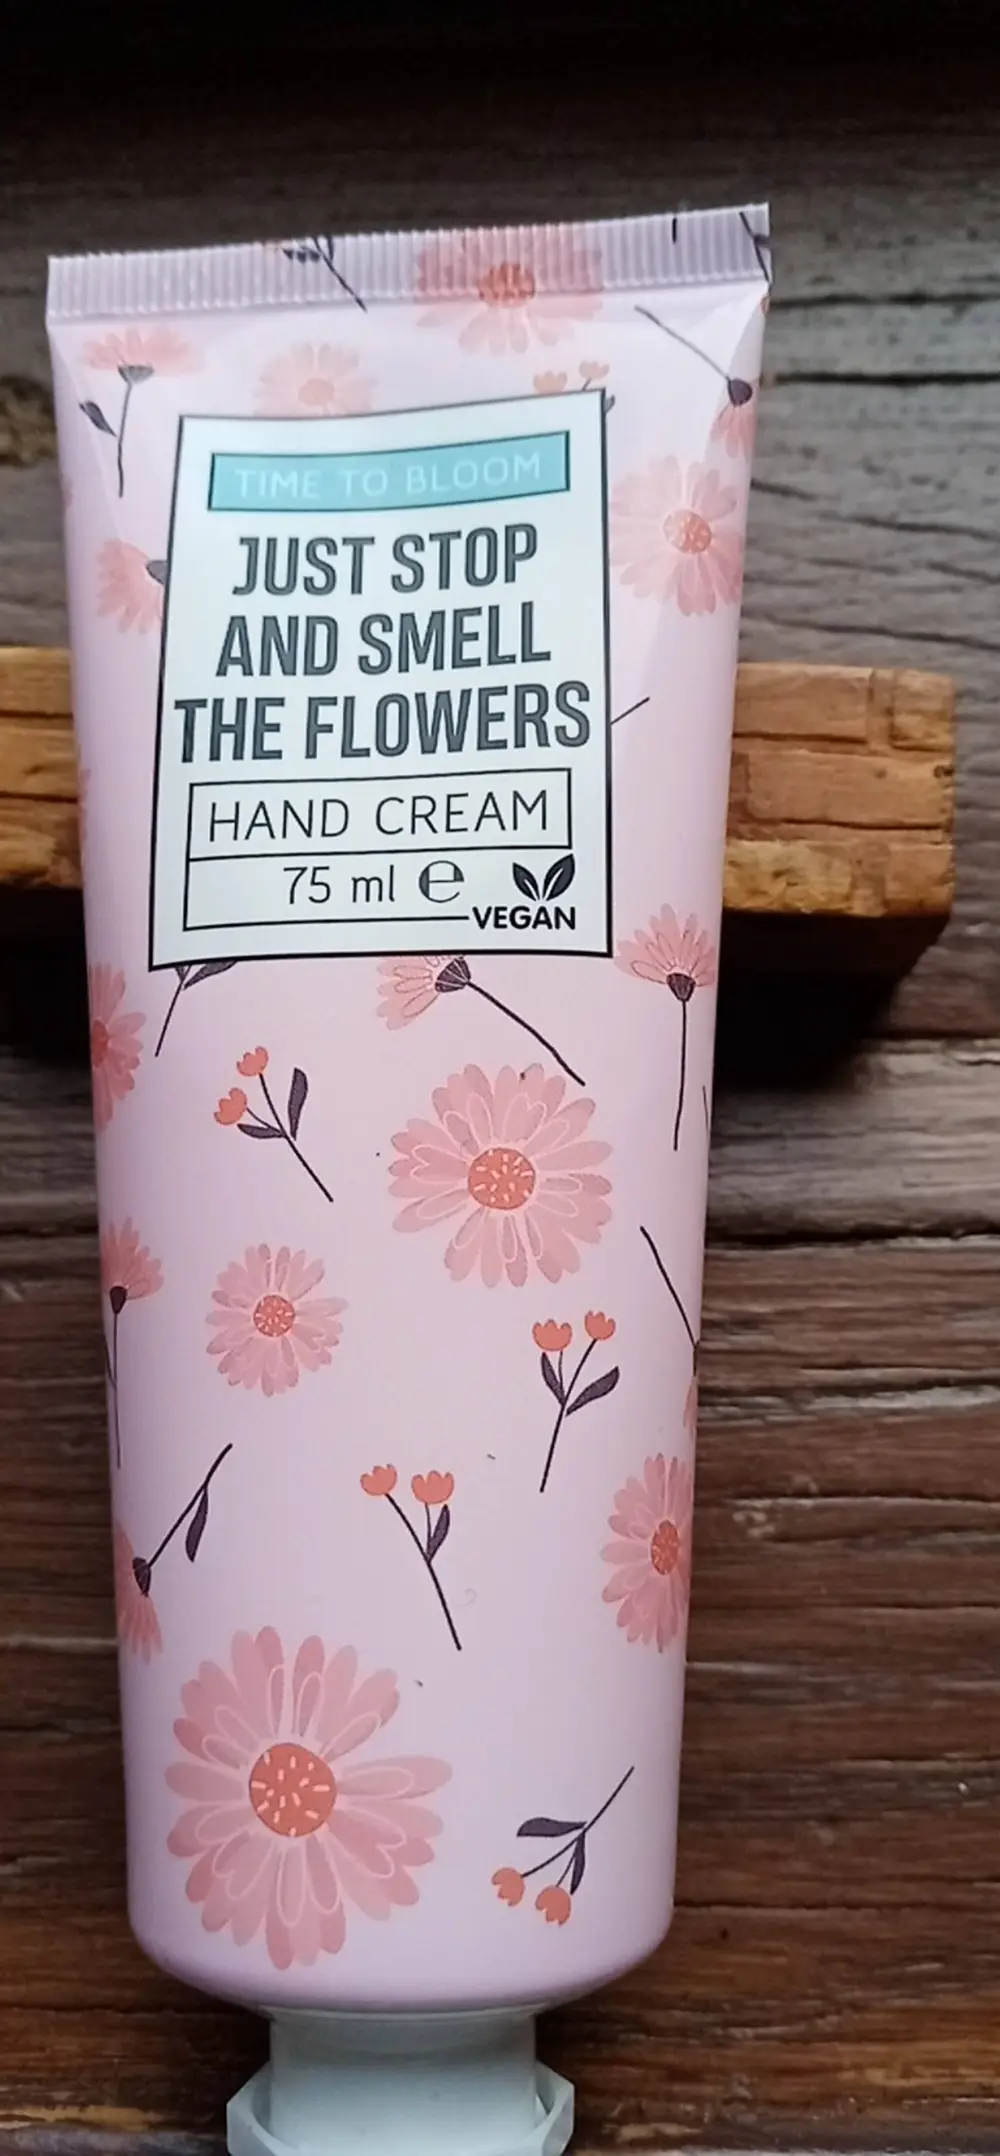 TIME TO BLOOM
JUST STOP
AND SMELL
THE FLOWERS
HAND CREAM
75 ml ℮
VEGAN